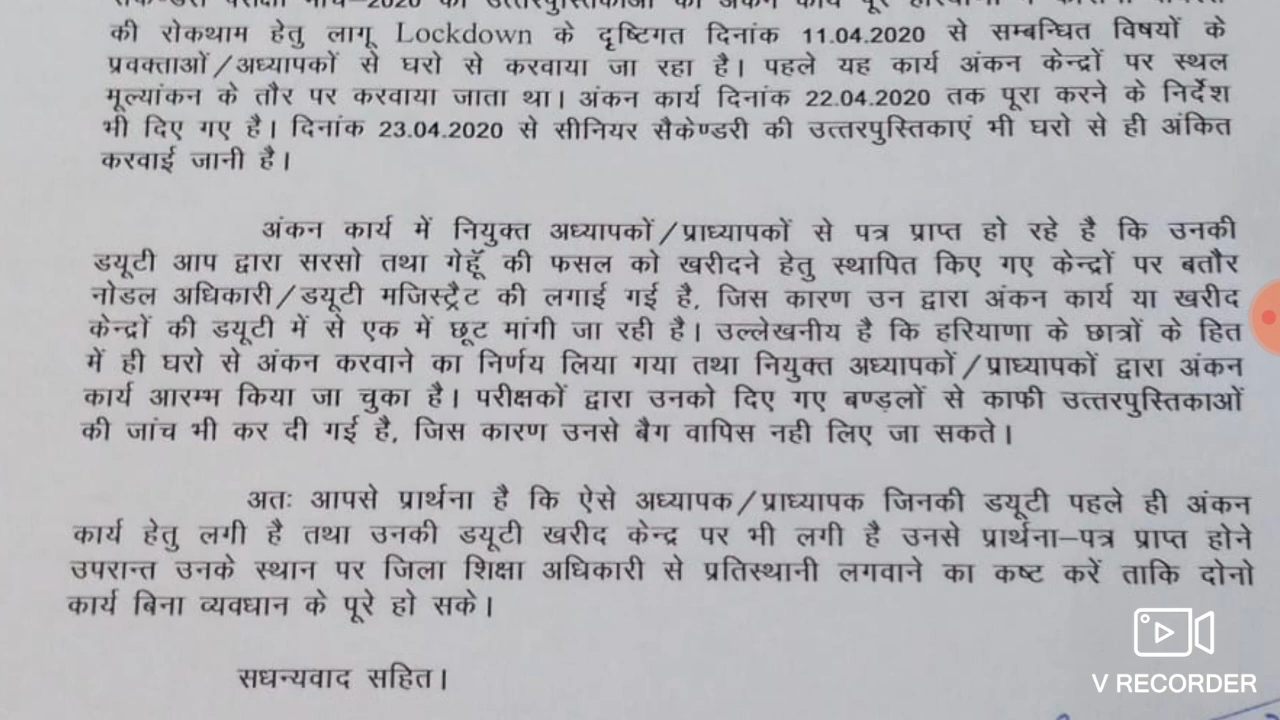 परीक्षा मार्च–2020 की उत्तरपुस्तिकाओं का अंकन कार्य पूरे हरियाणा
की रोकथाम हेतु लागू Lockdown के दृष्टिगत दिनांक 11.04.2020 से सम्बन्धित विषयों के
प्रवक्ताओं/अध्यापकों से घरो से करवाया जा रहा है। पहले यह कार्य अंकन केन्द्रों पर स्थल
मूल्यांकन के तौर पर करवाया जाता था। अंकन कार्य दिनांक 22.04.2020 तक पूरा करने के निर्देश
भी दिए गए है। दिनांक 23.04.2020 से सीनियर सैकेण्डरी की उत्तरपुस्तिकाएं भी घरो से ही अंकित
करवाई जानी है।
अंकन कार्य में नियुक्त अध्यापकों/प्राध्यापकों से पत्र प्राप्त हो रहे है कि उनकी
डयूटी आप द्वारा सरसो तथा गेहूँ की फसल को खरीदने हेतु स्थापित किए गए केन्द्रों पर बतौर
नोडल अधिकारी/डयूटी मजिस्ट्रैट की लगाई गई है, जिस कारण उन द्वारा अंकन कार्य या खरीद
केन्द्रों की डयूटी में से एक में छूट मांगी जा रही है। उल्लेखनीय है कि हरियाणा के छात्रों के हित
में ही घरो से अंकन करवाने का निर्णय लिया गया तथा नियुक्त अध्यापकों/प्राध्यापकों द्वारा अंकन
कार्य आरम्भ किया जा चुका है। परीक्षकों द्वारा उनको दिए गए बण्ड़लों से काफी उत्तरपुस्तिकाओं
की जांच भी कर दी गई है, जिस कारण उनसे बैग वापिस नही लिए जा सकते।
अतः आपसे प्रार्थना है कि ऐसे अध्यापक/प्राध्यापक जिनकी डयूटी पहले ही अंकन
कार्य हेतु लगी है तथा उनकी डयूटी खरीद केन्द्र पर भी लगी है उनसे प्रार्थना–पत्र प्राप्त होने
उपरान्त उनके स्थान पर जिला शिक्षा अधिकारी से प्रतिस्थानी लगवाने का कष्ट करें ताकि दोनो
कार्य बिना व्यवधान के पूरे हो सके।
सधन्यवाद सहित।
V RECORDER